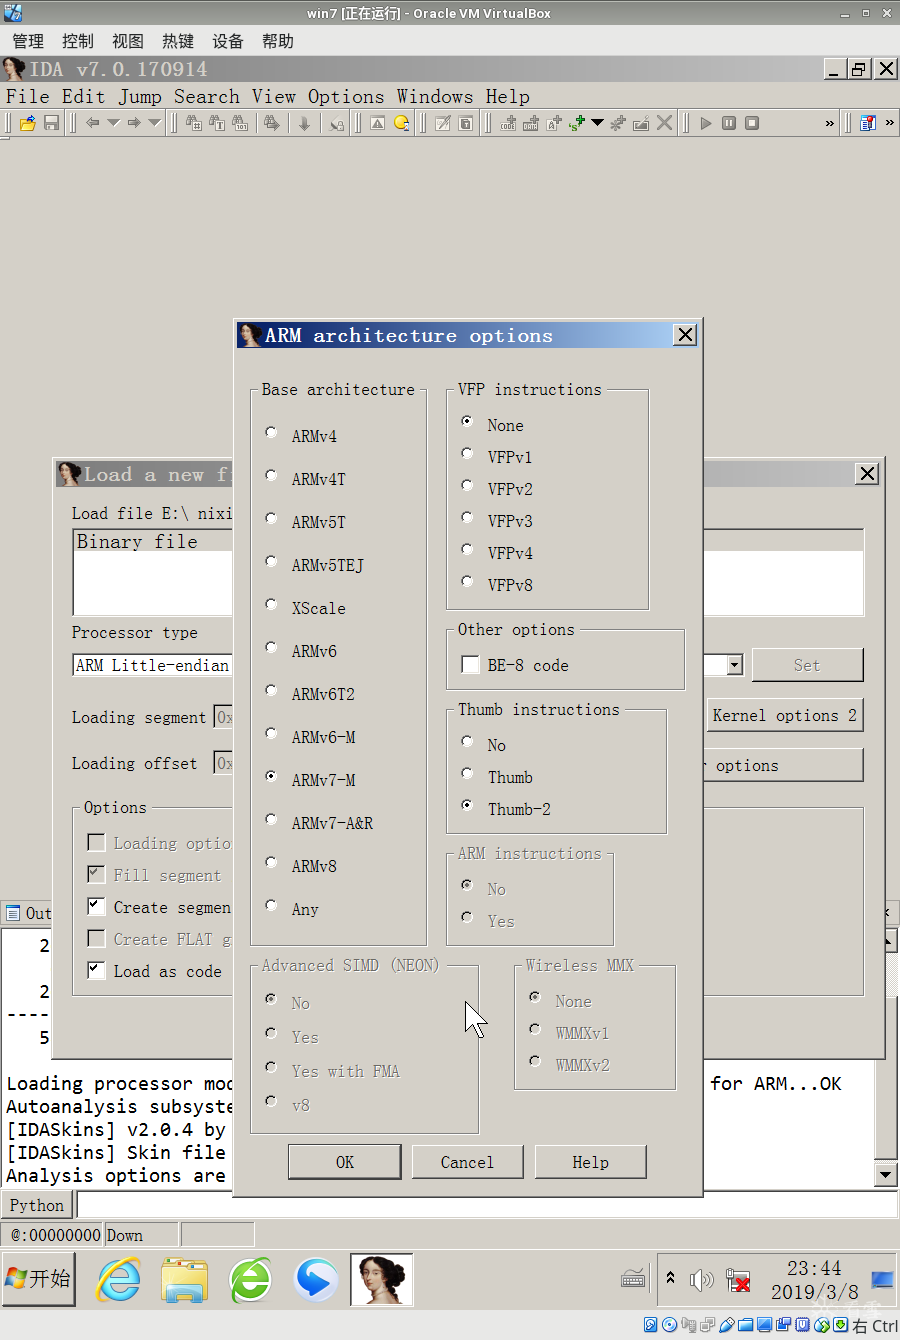 win7 [正在运行] - Oracle VM VirtualBox
管理 控制 视图 热键 设备 帮助
IDA v7.0.170914
File Edit Jump Search View Options Windows Help
ARM architecture options
Base architecture
ARMv4
ARMv4T
ARMv5T
ARMv5TEJ
XScale
ARMv6
ARMv6T2
ARMv6-M
ARMv7-M
ARMv7-A&R
ARMv8
Any
VFP instructions
None
VFPv1
VFPv2
VFPv3
VFPv4
VFPv8
Other options
BE-8 code
Thumb instructions
No
Thumb
Thumb-2
ARM instructions
No
Yes
Advanced SIMD (NEON)
No
Yes
Yes with FMA
v8
Wireless MMX
None
WMMXv1
WMMXv2
OK Cancel Help
Load a new f
Load file E:\ nixi
Binary file
Processor type
ARM Little-endian
Set
Loading segment 0x
Kernel options 2
Loading offset 0x
r options
Options
Loading optio
Fill segment
Create segmen
Create FLAT g
Load as code
Out
2
2
-----
5
Loading processor mod for ARM...OK
Autoanalysis subsyste
[IDASkins] v2.0.4 by
[IDASkins] Skin file
Analysis options are
Python
@:00000000 Down
开始
23:44
2019/3/8
右 Ctrl